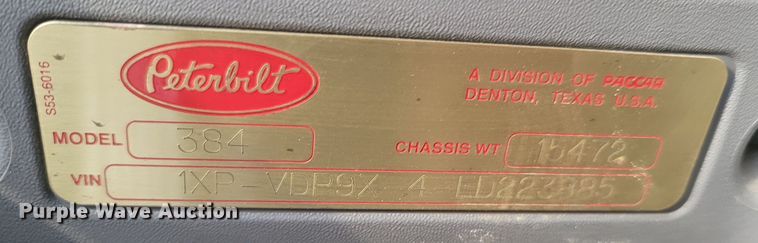 S53-6016
Peterbilt
A DIVISION OF PACCAR
DENTON, TEXAS U.S.A.
MODEL 384
CHASSIS WT 15472
VIN 1XP-VDP9X 4 LD223885
Purple Wave Auction